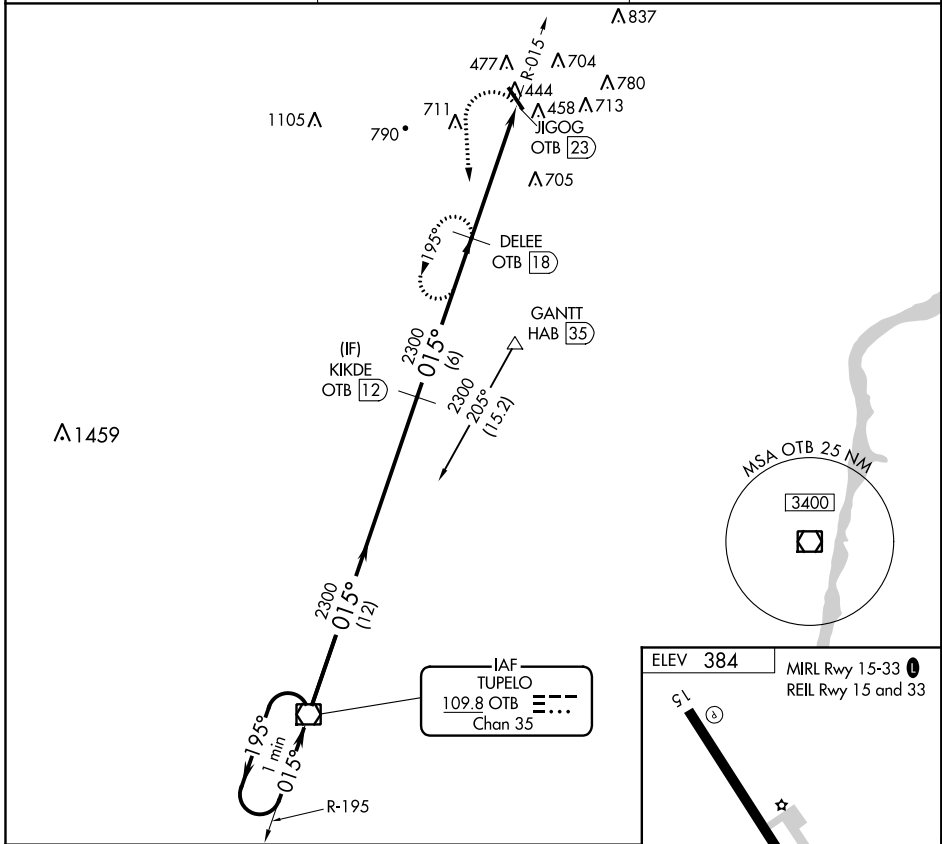 837
R-015
477
704
444
780
458
713
711
1105
790
JIGOG
OTB 23
705
195°
DELEE
OTB 18
GANTT
HAB 35
(IF)
KIKDE
OTB 12
2300
015°
(6)
2300
205°
(15.2)
1459
MSA OTB 25 NM
3400
2300
015°
(12)
IAF
TUPELO
109.8 OTB
Chan 35
195°
1 min
015°
R-195
ELEV 384
MIRL Rwy 15-33 L
REIL Rwy 15 and 33
15
P